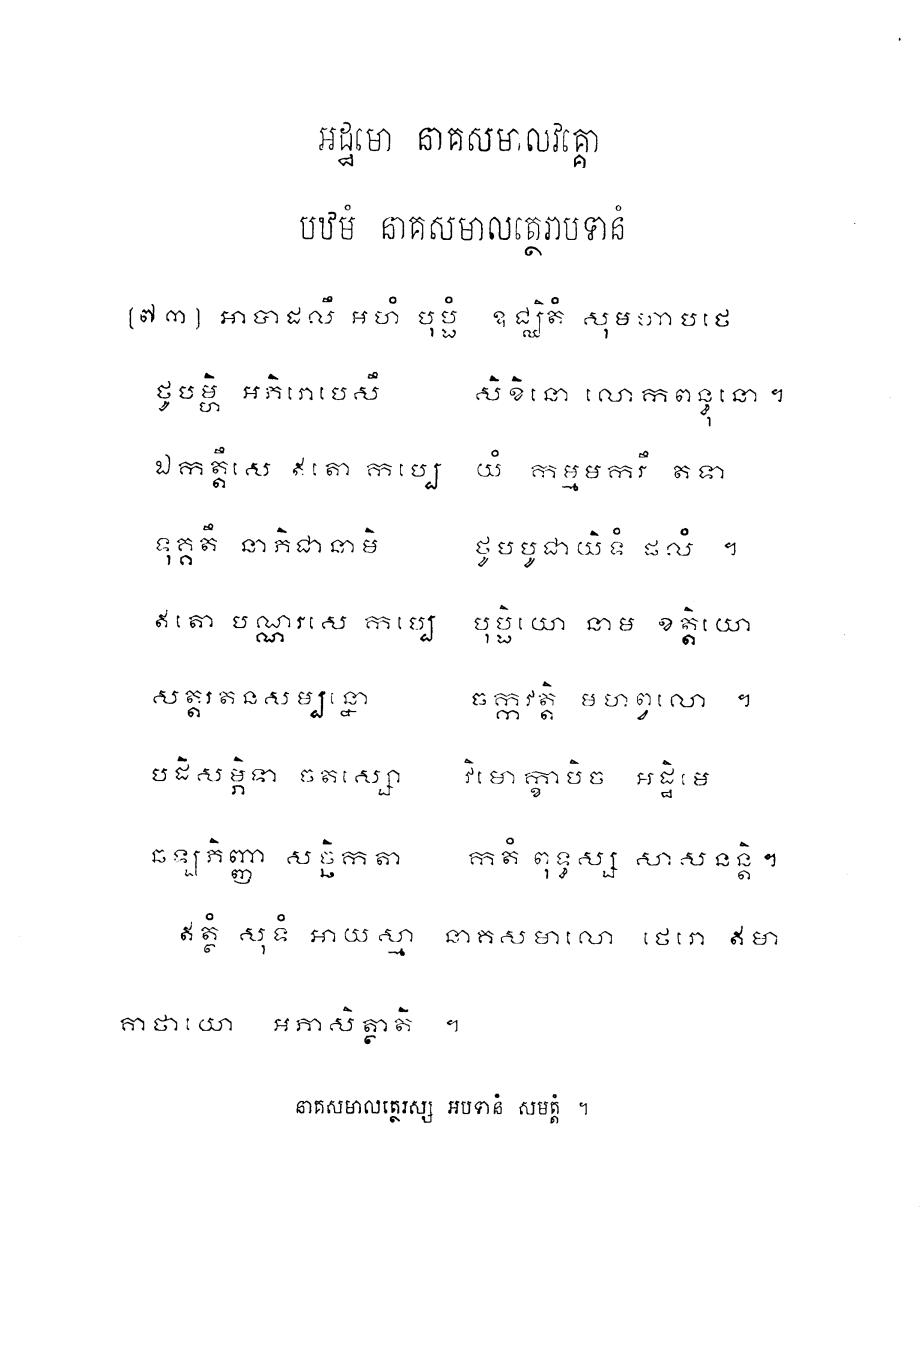 អដ្ឋមោ នាគសមាលវគ្គោ
បឋមំ នាគសមាលត្ថេរាបទានំ
[៧៣] អាបាដលឹ អហំ បុប្ផំ ឧជ្ឈិតំ សុមហាបថេ
ថូបម្ហិ អភិរោបេសឹ សិខិនោ លោកពន្ធុនោ ។
ឯកត្តឹសេ ឥតោ កប្បេ យំ កម្មមករឹ តទា
ទុគ្គតឹ នាភិជានាមិ ថូបបូជាយិទំ ផលំ ។
ឥតោ បណ្ណរសេ កប្បេ បុប្ផិយោ នាម ខត្តិយោ
សត្តរតនសម្បន្នោ ចក្កវត្តិ មហព្វលោ ។
បដិសម្ភិទា ចតស្សោ វិមោក្ខាបិច អដ្ឋិមេ
ឆឡ្យភិញ្ញា សច្ឆិកតា កតំ ពុទ្ធស្ស សាសនន្តិ ។
ឥត្ថំ សុទំ អាយស្មា នាគសមាលោ ថេរោ ឥមា
គាថាយោ អភាសិត្ថាតិ ។
នាគសមាលត្ថេរស្ស អបទានំ សមត្តំ ។